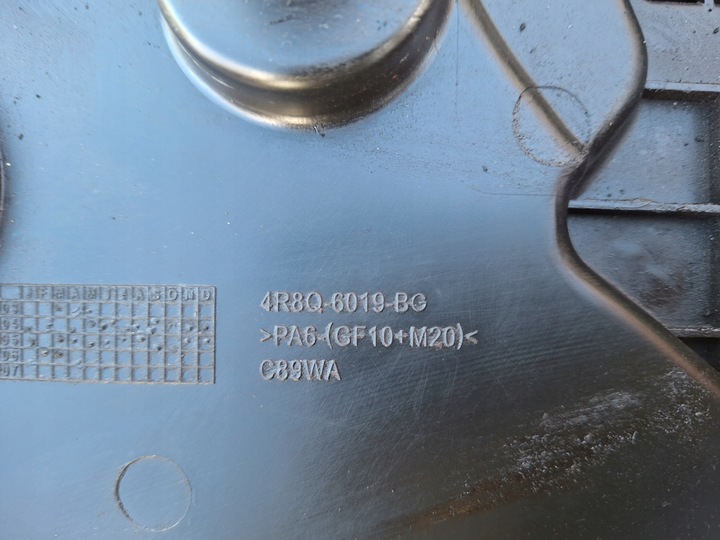 J F M A M J J A S O N D
4R8Q-6019-BG
>PA6-(GF10+M20)<
C89WA